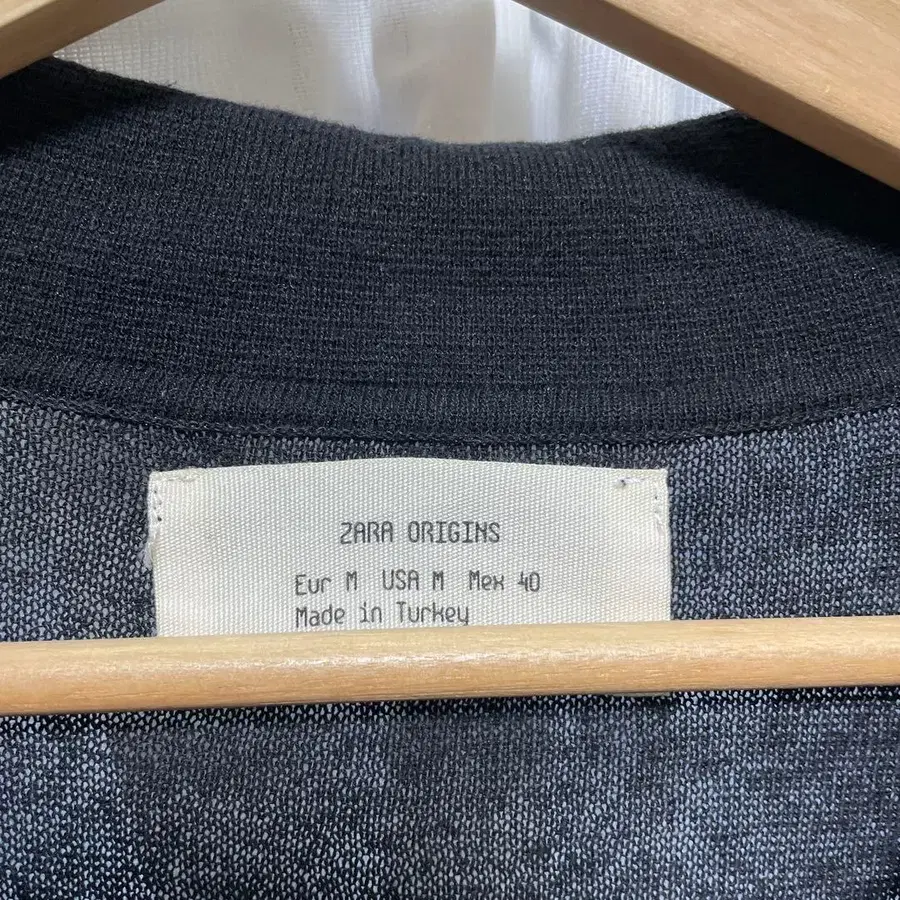 ZARA ORIGINS
Eur M USA M Mex 40
Made in Turkey